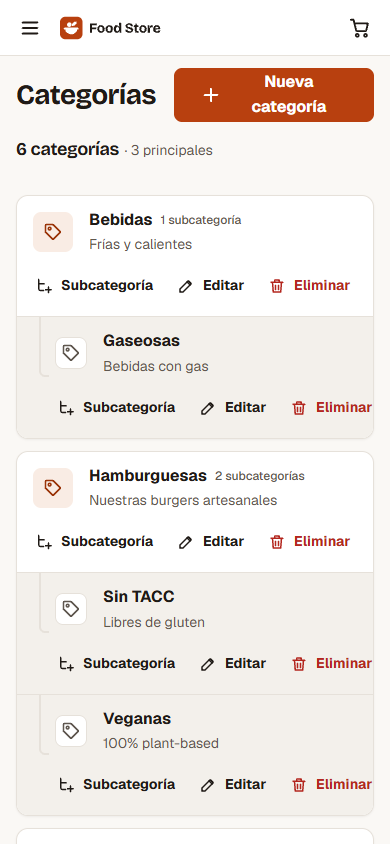 Food Store
Categorías
Nueva
categoría
6 categorías · 3 principales
Bebidas 1 subcategoría
Frías y calientes
Subcategoría Editar Eliminar
Gaseosas
Bebidas con gas
Subcategoría Editar Eliminar
Hamburguesas 2 subcategorías
Nuestras burgers artesanales
Subcategoría Editar Eliminar
Sin TACC
Libres de gluten
Subcategoría Editar Eliminar
Veganas
100% plant-based
Subcategoría Editar Eliminar